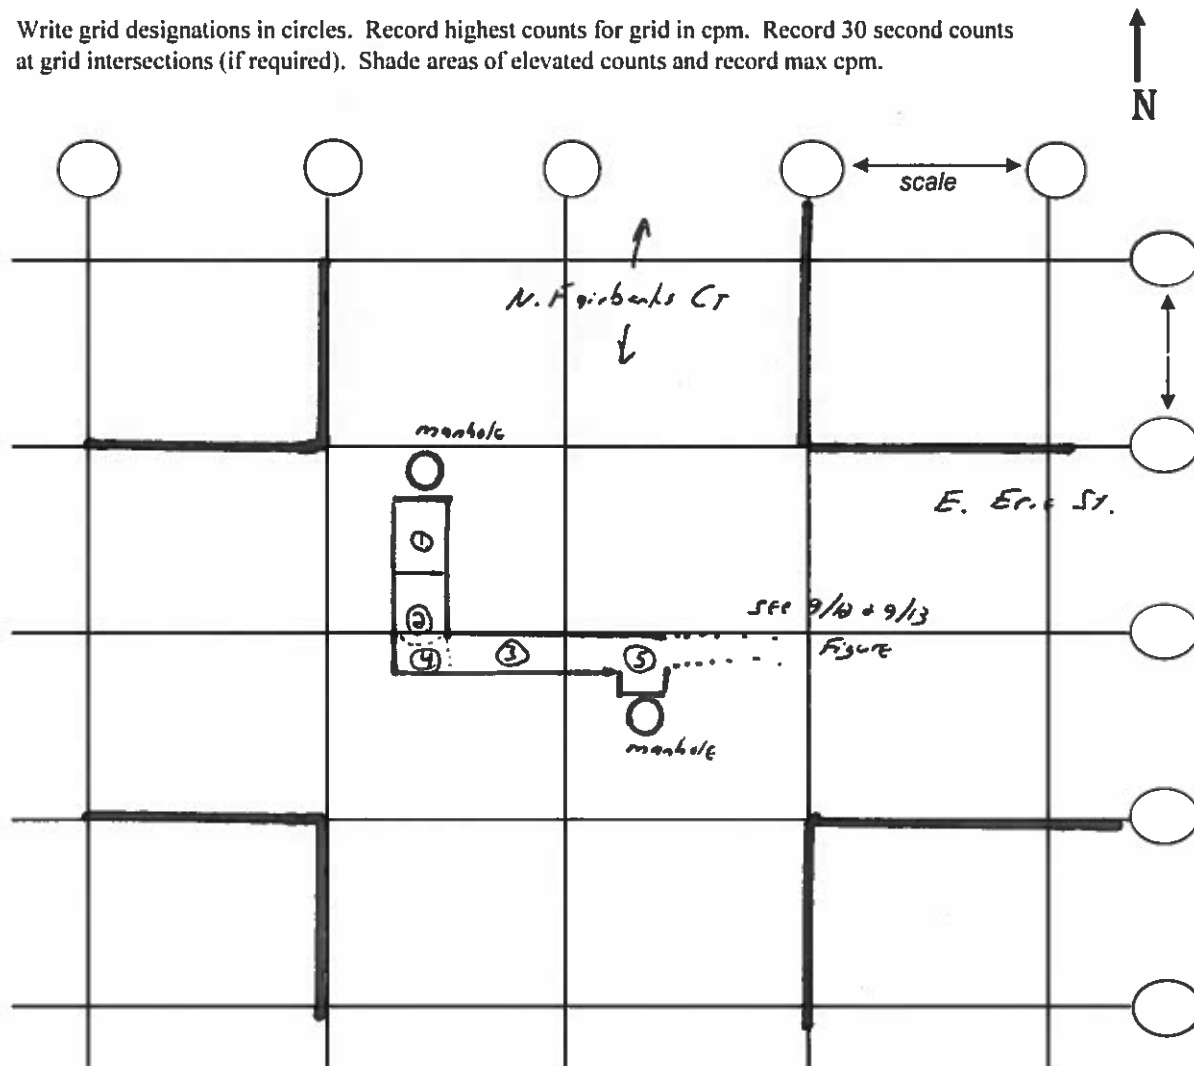 Write grid designations in circles. Record highest counts for grid in cpm. Record 30 second counts
at grid intersections (if required). Shade areas of elevated counts and record max cpm.
N
scale
N. Fairbanks CT
manhole
E. Erie St.
1
2
SEE 9/12 & 9/13
Figure
4
3
5
manhole